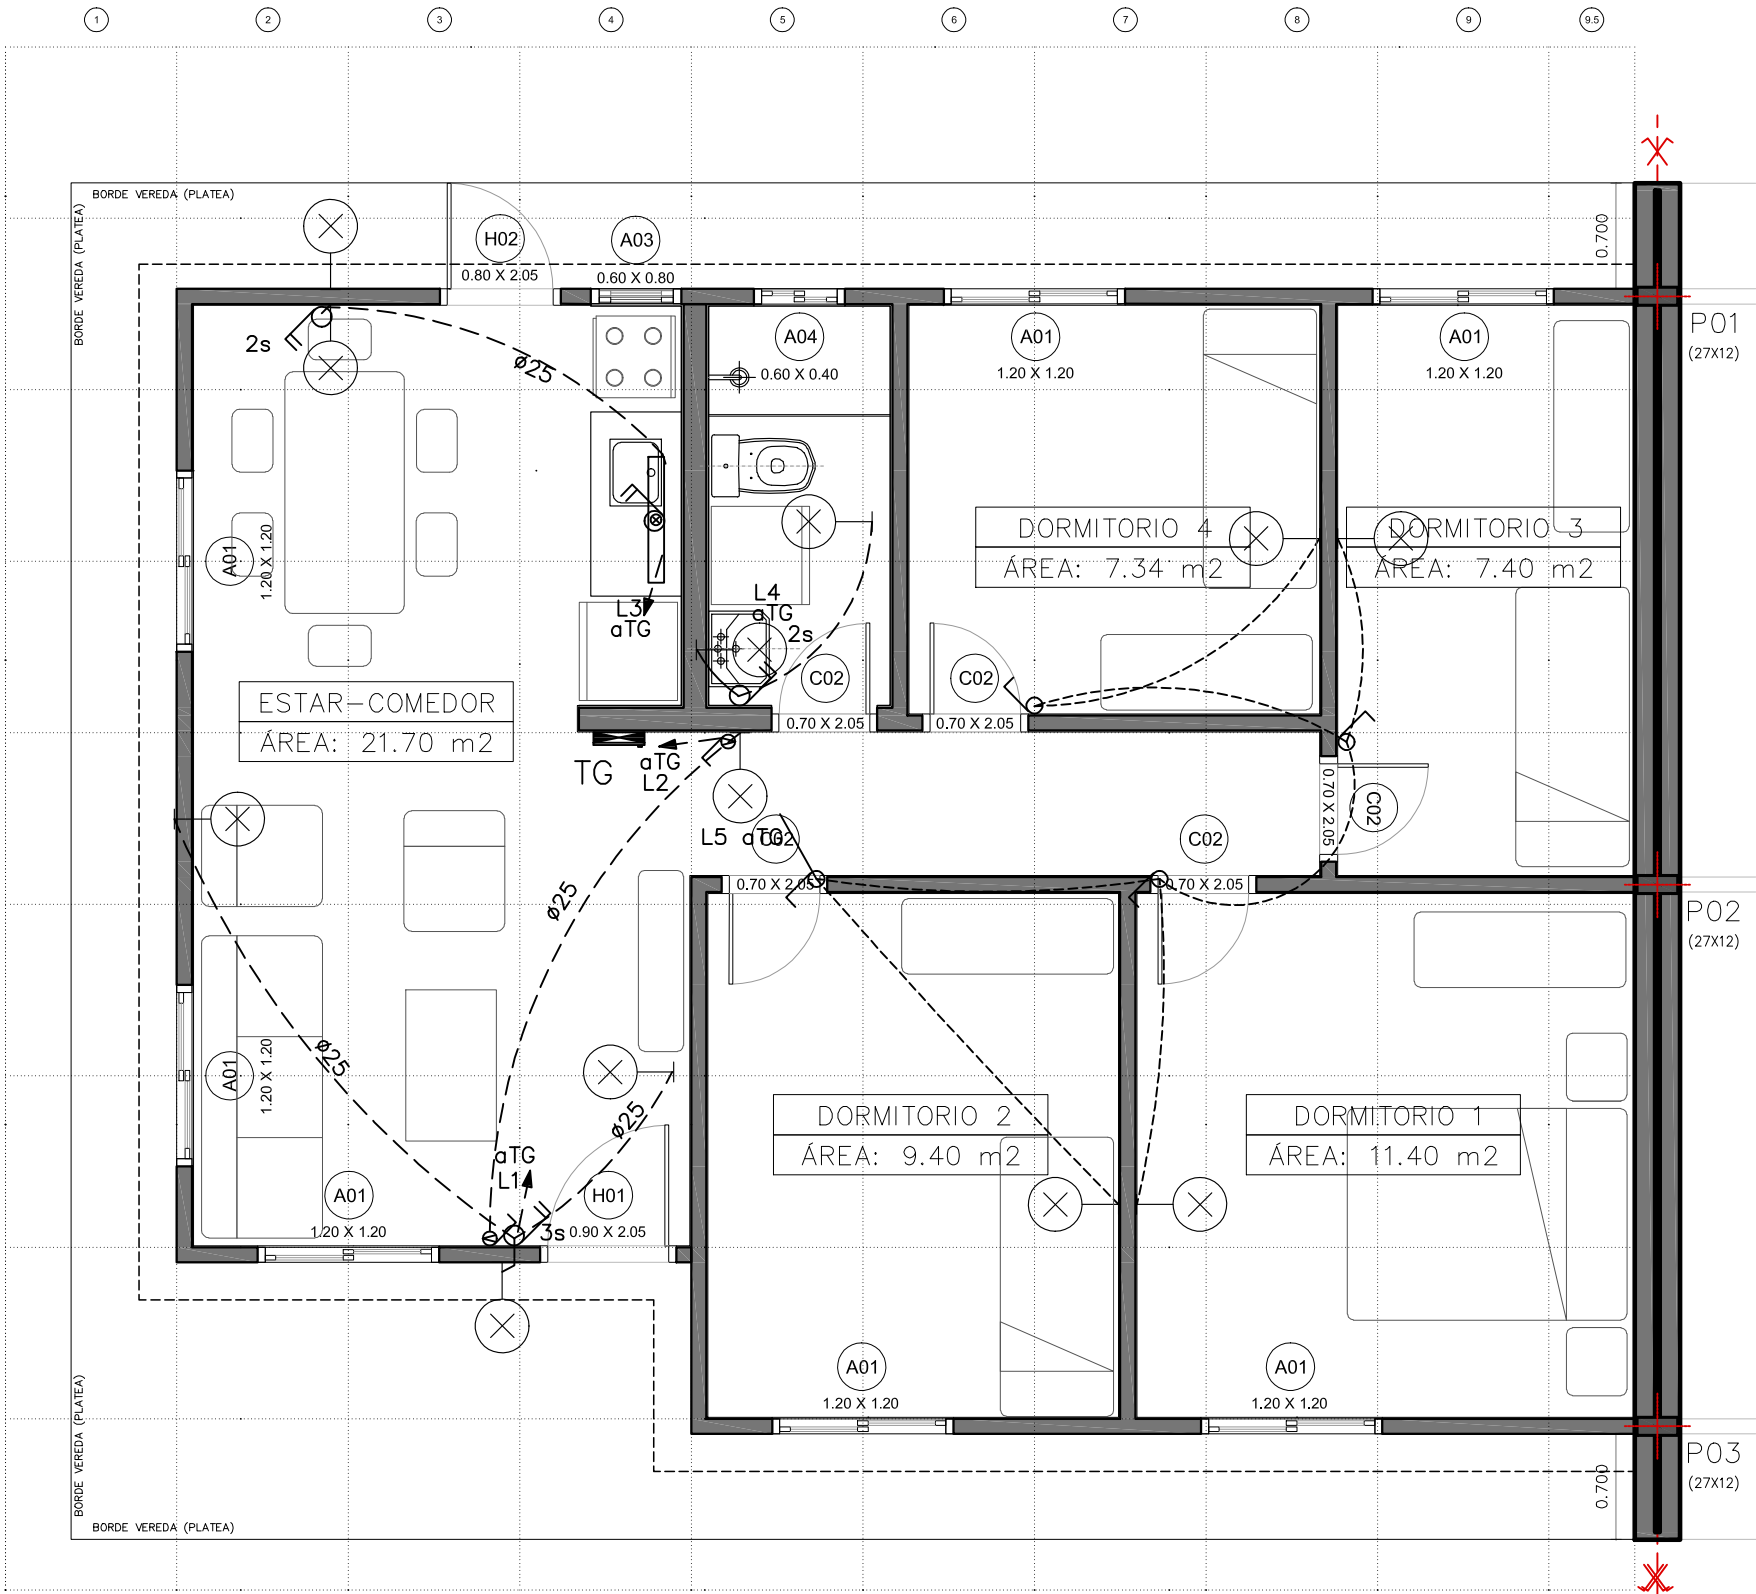 1 2 3 4 5 6 7 8 9 9.5
BORDE VEREDA (PLATEA)
BORDE VEREDA (PLATEA)
H02
0.80 X 2.05
A03
0.60 X 0.80
0.700
2s
ø25
A04
0.60 X 0.40
A01
1.20 X 1.20
A01
1.20 X 1.20
P01
(27X12)
A01
1.20 X 1.20
DORMITORIO 4
ÁREA: 7.34 m2
DORMITORIO 3
ÁREA: 7.40 m2
L3
aTG
L4
aTG
2s
C02
0.70 X 2.05
C02
0.70 X 2.05
ESTAR-COMEDOR
ÁREA: 21.70 m2
TG
aTG
L2
L5 aTG
C02
0.70 X 2.05
C02
0.70 X 2.05
C02
0.70 X 2.05
P02
(27X12)
ø25
ø25
A01
1.20 X 1.20
ø25
aTG
L1
3s
A01
1.20 X 1.20
H01
0.90 X 2.05
DORMITORIO 2
ÁREA: 9.40 m2
DORMITORIO 1
ÁREA: 11.40 m2
A01
1.20 X 1.20
A01
1.20 X 1.20
P03
(27X12)
0.700
BORDE VEREDA (PLATEA)
BORDE VEREDA (PLATEA)